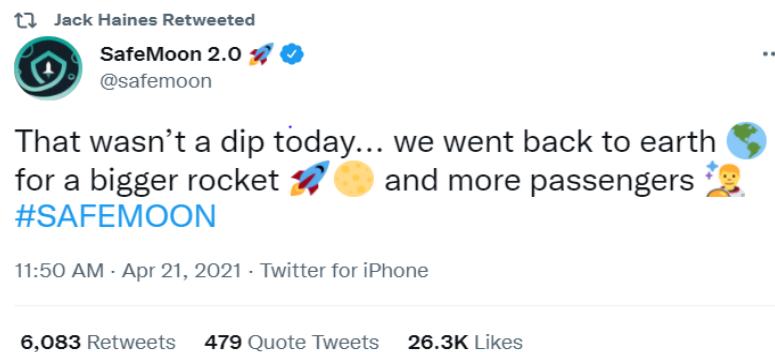 Jack Haines Retweeted
SafeMoon 2.0 🚀
@safemoon
That wasn't a dip today... we went back to earth 🌎
for a bigger rocket 🚀🌕 and more passengers 👨‍🚀
#SAFEMOON
11:50 AM · Apr 21, 2021 · Twitter for iPhone
6,083 Retweets 479 Quote Tweets 26.3K Likes